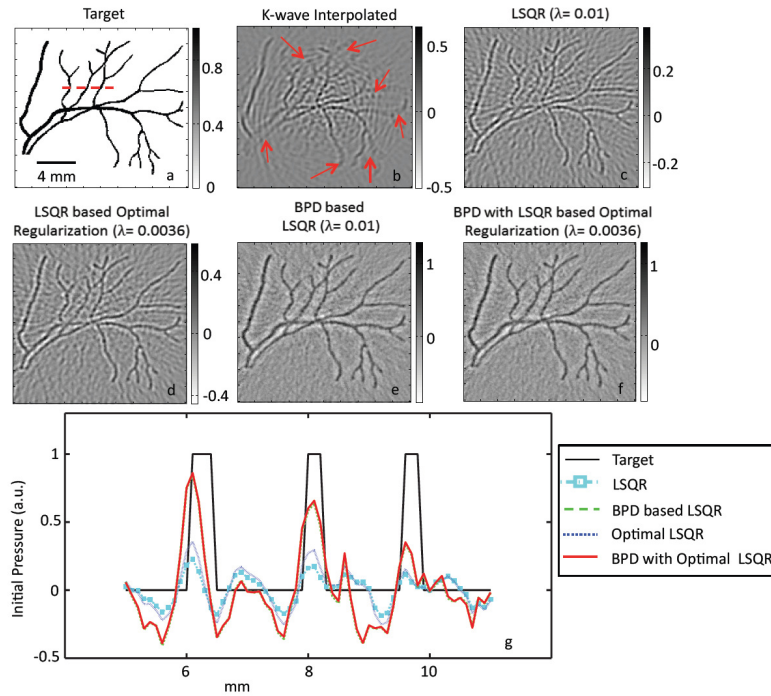 Target
K-wave Interpolated
LSQR (λ= 0.01)
0.8
0.4
0
4 mm
a
0.5
0
-0.5
b
0.2
0
-0.2
c
LSQR based Optimal
Regularization (λ= 0.0036)
BPD based
LSQR (λ= 0.01)
BPD with LSQR based Optimal
Regularization (λ= 0.0036)
0.4
0
-0.4
d
1
0
e
1
0
f
Initial Pressure (a.u.)
1
0.5
0
-0.5
6
8
10
mm
g
Target
LSQR
BPD based LSQR
Optimal LSQR
BPD with Optimal LSQR